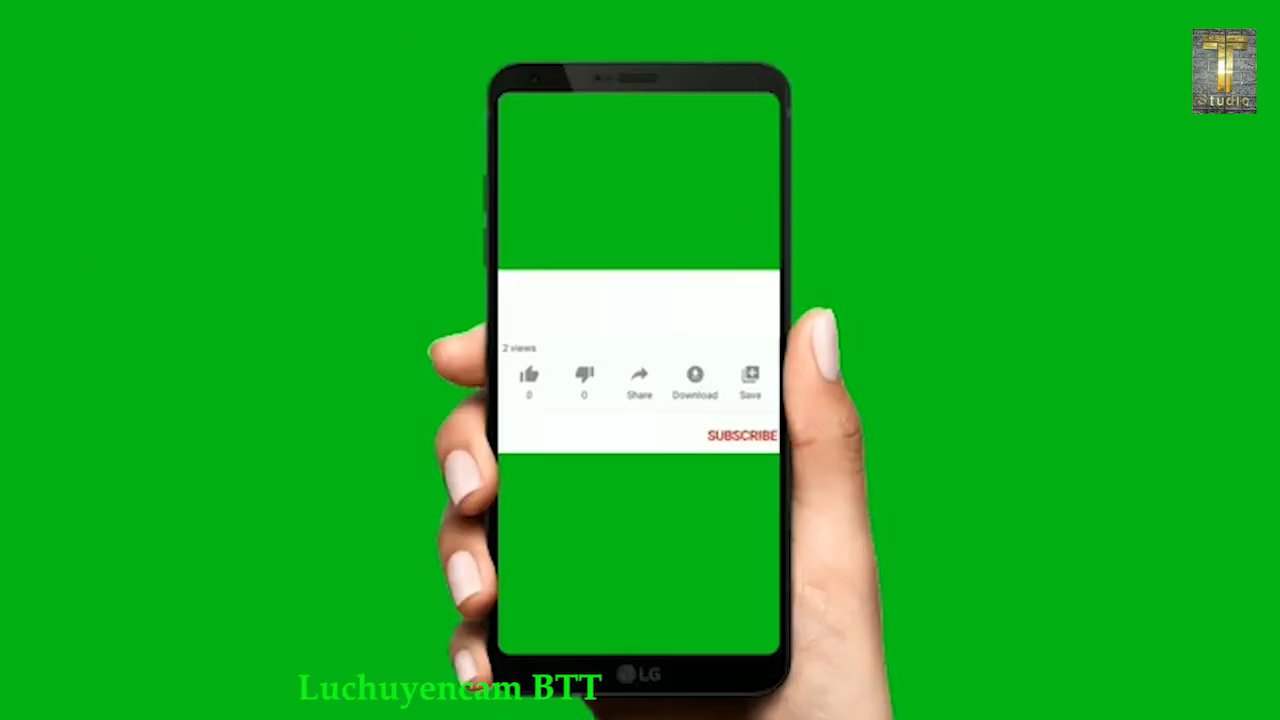 Studio
2 views
0 0 Share Download Save
SUBSCRIBE
LG
Luchuyencam BTT